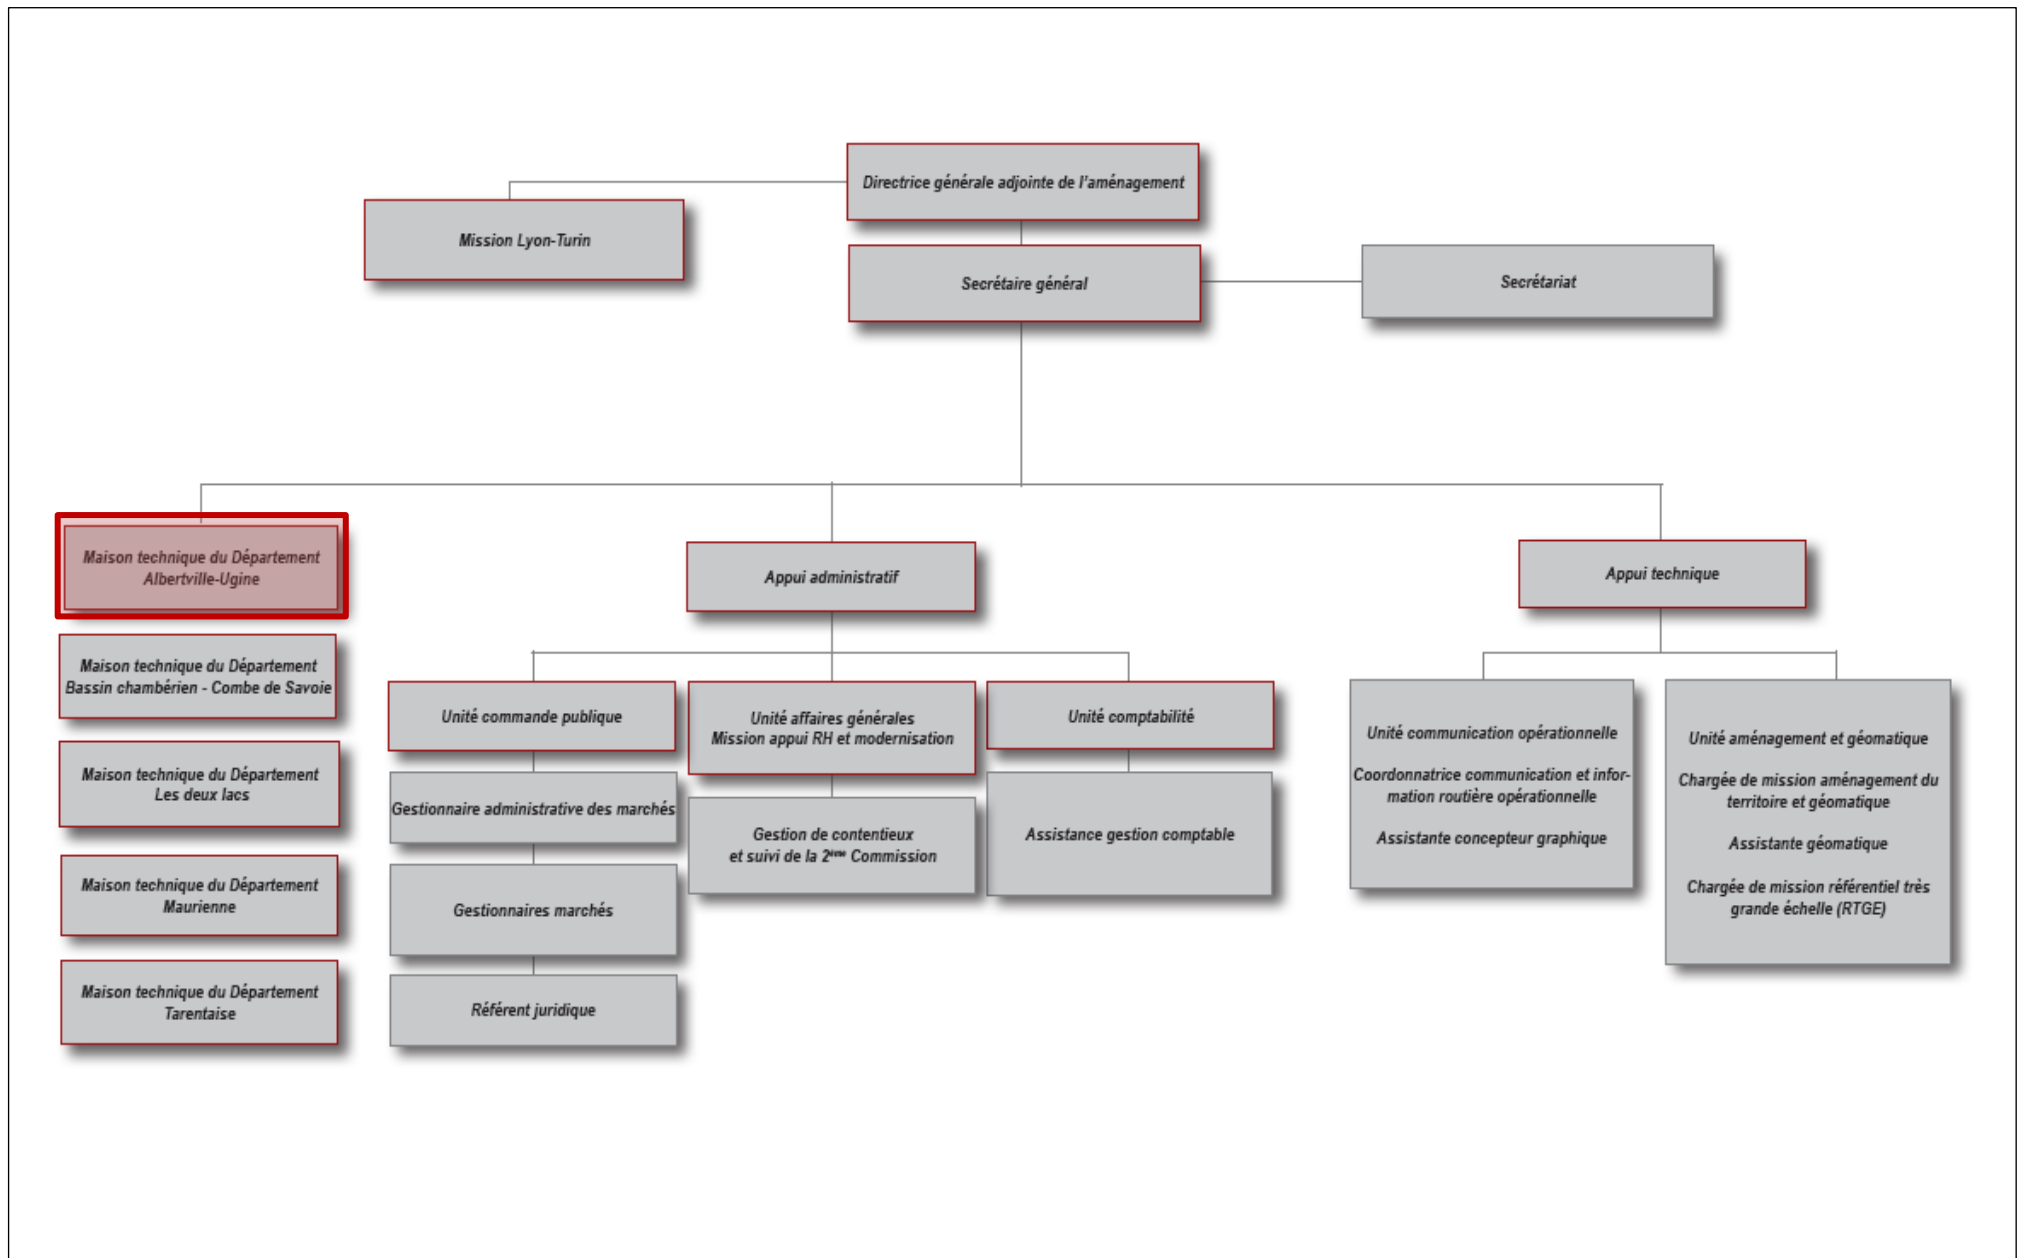 Directrice générale adjointe de l'aménagement
Mission Lyon-Turin
Secrétaire général
Secrétariat
Maison technique du Département
Albertville-Ugine
Maison technique du Département
Bassin chambérien - Combe de Savoie
Maison technique du Département
Les deux lacs
Maison technique du Département
Maurienne
Maison technique du Département
Tarentaise
Appui administratif
Unité commande publique
Gestionnaire administrative des marchés
Gestionnaires marchés
Référent juridique
Unité affaires générales
Mission appui RH et modernisation
Gestion de contentieux
et suivi de la 2ème Commission
Unité comptabilité
Assistance gestion comptable
Appui technique
Unité communication opérationnelle
Coordonnatrice communication et infor-
mation routière opérationnelle
Assistante concepteur graphique
Unité aménagement et géomatique
Chargée de mission aménagement du
territoire et géomatique
Assistante géomatique
Chargée de mission référentiel très
grande échelle (RTGE)